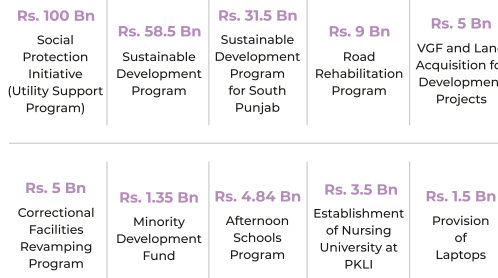 Rs. 100 Bn
Social
Protection
Initiative
(Utility Support
Program)
Rs. 58.5 Bn
Sustainable
Development
Program
Rs. 31.5 Bn
Sustainable
Development
Program
for South
Punjab
Rs. 9 Bn
Road
Rehabilitation
Program
Rs. 5 Bn
VGF and
Acquisition
Projects
Rs. 5 Bn
Correctional
Facilities
Revamping
Program
Rs. 1.35 Bn
Minority
Development
Fund
Rs. 4.84 Bn
Afternoon
Schools
Program
Rs. 3.5 Bn
Establishment
of Nursing
University at
PKLI
Rs. 1.5 Bn
Provision
of
Laptops